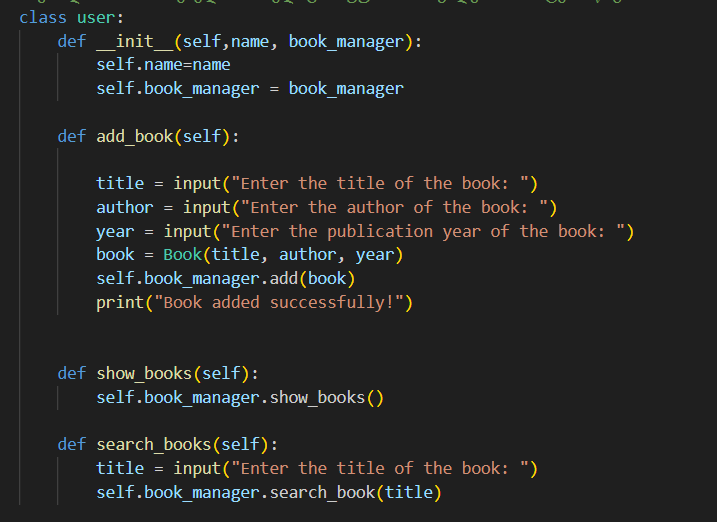 class user:
    def __init__(self,name, book_manager):
        self.name=name
        self.book_manager = book_manager

    def add_book(self):

        title = input("Enter the title of the book: ")
        author = input("Enter the author of the book: ")
        year = input("Enter the publication year of the book: ")
        book = Book(title, author, year)
        self.book_manager.add(book)
        print("Book added successfully!")


    def show_books(self):
        self.book_manager.show_books()

    def search_books(self):
        title = input("Enter the title of the book: ")
        self.book_manager.search_book(title)